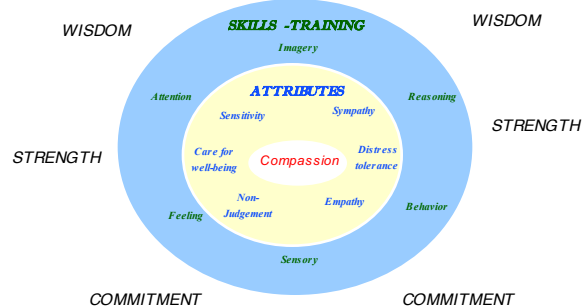 WISDOM
SKILLS -TRAINING
WISDOM
Imagery
Attention
ATTRIBUTES
Reasoning
Sensitivity
Sympathy
STRENGTH
STRENGTH
Care for
well-being
Compassion
Distress
tolerance
Non-
Judgement
Empathy
Feeling
Behavior
Sensory
COMMITMENT
COMMITMENT